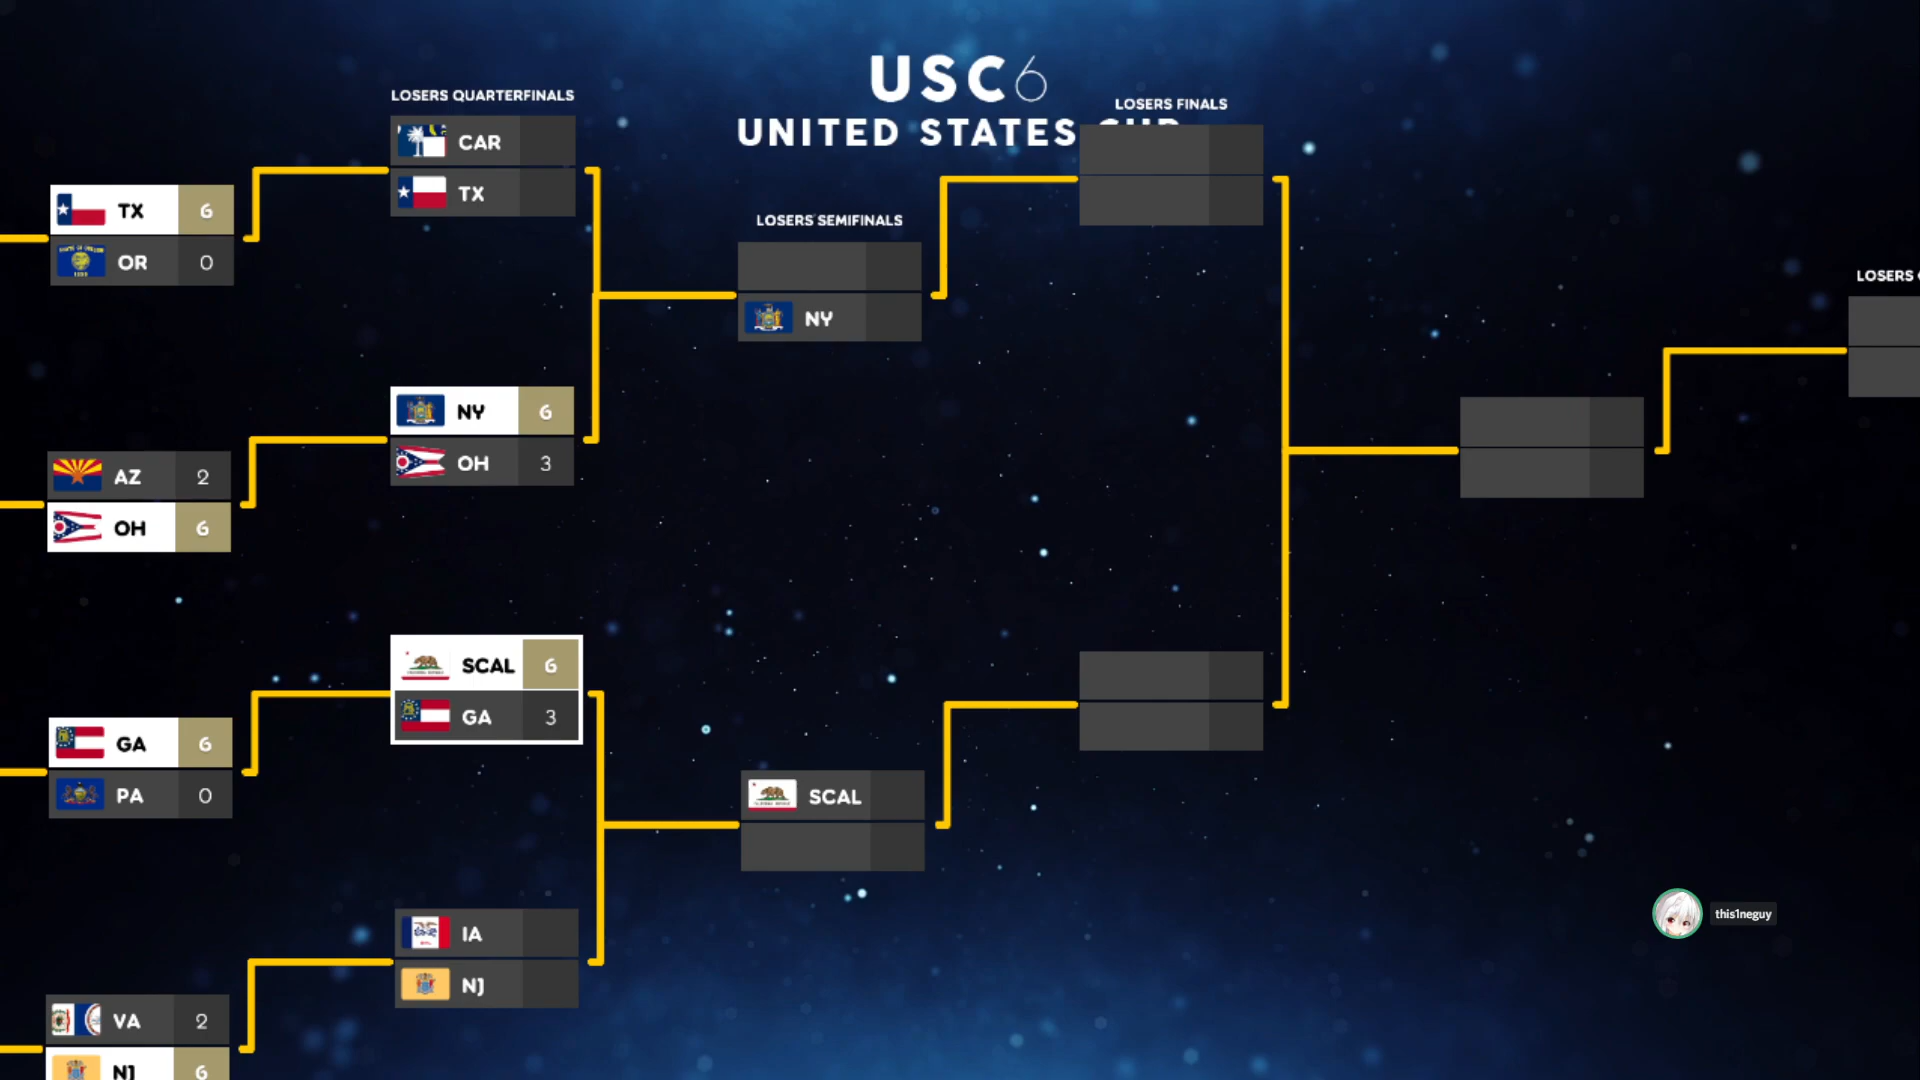 USC6
UNITED STATES
LOSERS QUARTERFINALS
LOSERS SEMIFINALS
LOSERS FINALS
LOSERS
TX 6
OR 0
AZ 2
OH 6
GA 6
PA 0
VA 2
NJ 6
CAR
TX
NY 6
OH 3
SCAL 6
GA 3
IA
NJ
NY
SCAL
this1neguy